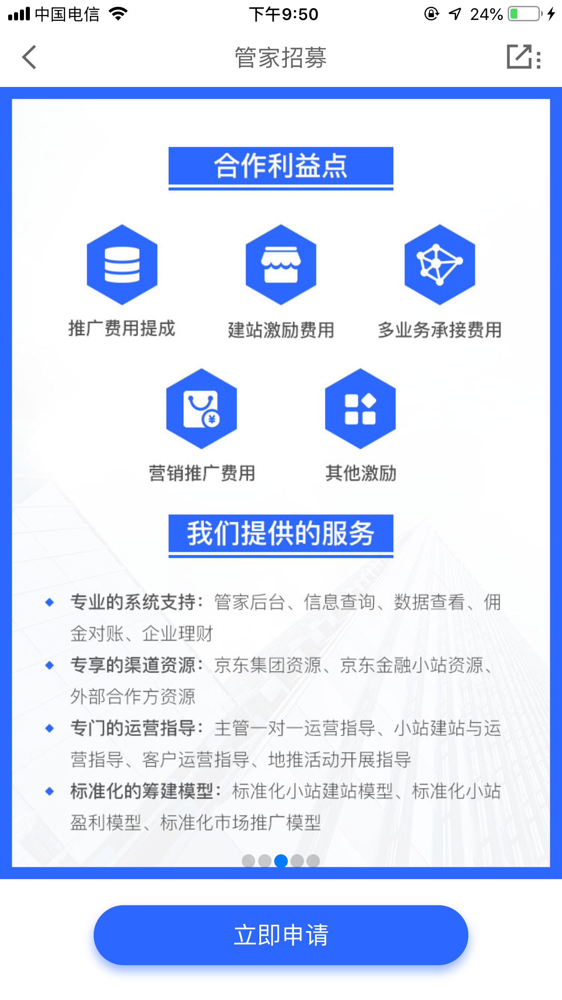 中国电信 下午9:50 24%
管家招募
合作利益点
推广费用提成 建站激励费用 多业务承接费用
¥
营销推广费用 其他激励
我们提供的服务
专业的系统支持：管家后台、信息查询、数据查看、佣
金对账、企业理财
专享的渠道资源：京东集团资源、京东金融小站资源、
外部合作方资源
专门的运营指导：主管一对一运营指导、小站建站与运
营指导、客户运营指导、地推活动开展指导
标准化的筹建模型：标准化小站建站模型、标准化小站
盈利模型、标准化市场推广模型
立即申请